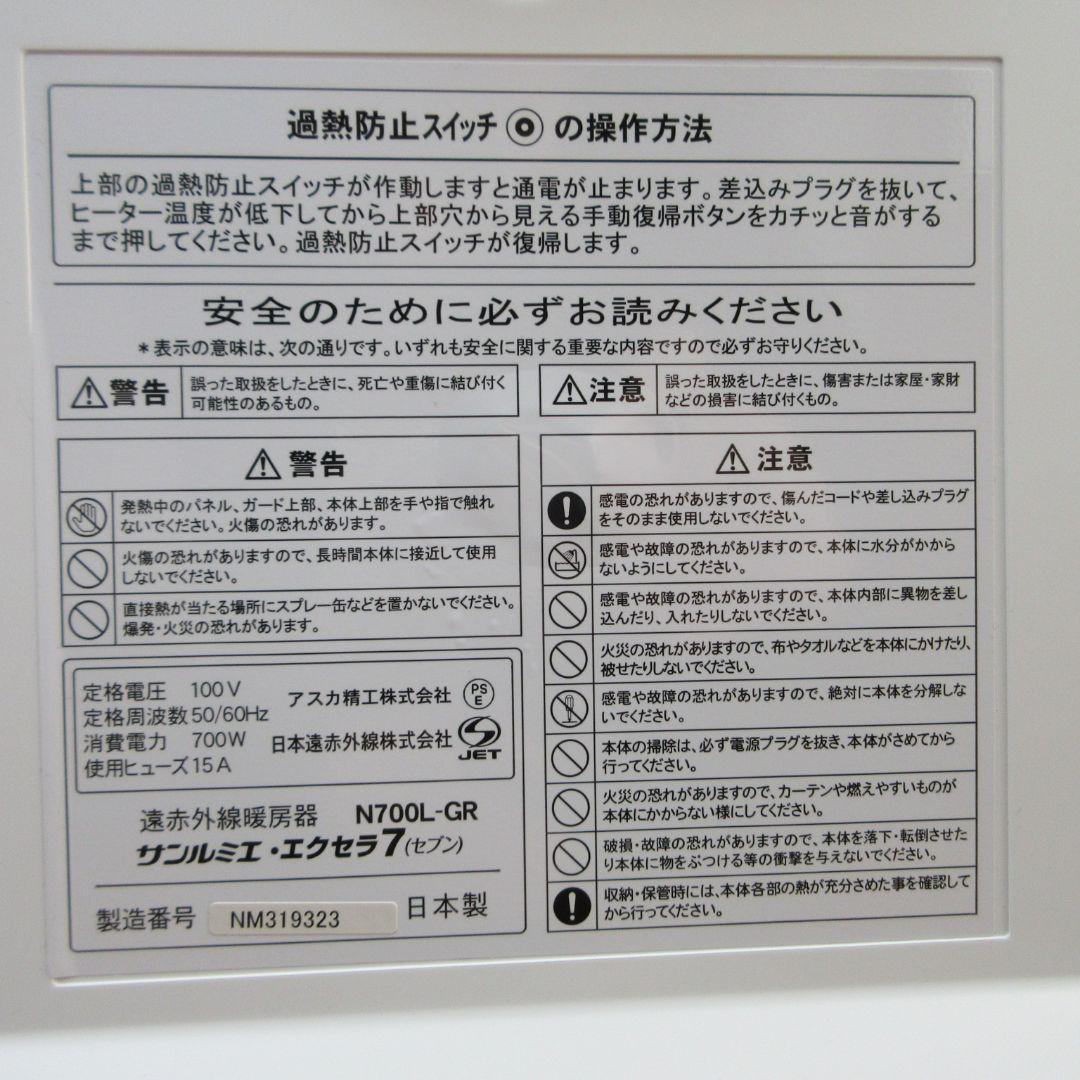 過熱防止スイッチ の操作方法
上部の過熱防止スイッチが作動しますと通電が止まります。差込みプラグを抜いて、
ヒーター温度が低下してから上部穴から見える手動復帰ボタンをカチッと音がする
まで押してください。過熱防止スイッチが復帰します。
安全のために必ずお読みください
*表示の意味は、次の通りです。いずれも安全に関する重要な内容ですので必ずお守りください。
警告
誤った取扱をしたときに、死亡や重傷に結び付く
可能性のあるもの。
注意
誤った取扱をしたときに、傷害または家屋・家財
などの損害に結び付くもの。
警告
発熱中のパネル、ガード上部、本体上部を手や指で触れ
ないでください。火傷の恐れがあります。
火傷の恐れがありますので、長時間本体に接近して使用
しないでください。
直接熱が当たる場所にスプレー缶などを置かないでください。
爆発・火災の恐れがあります。
定格電圧 100V
定格周波数 50/60Hz
消費電力 700W
使用ヒューズ 15A
アスカ精工株式会社
PS
E
日本遠赤外線株式会社
JET
遠赤外線暖房器 N700L-GR
サンルミエ・エクセラ7(セブン)
製造番号 NM319323 日本製
注意
感電の恐れがありますので、傷んだコードや差し込みプラグ
をそのまま使用しないでください。
感電や故障の恐れがありますので、本体に水分がかから
ないようにしてください。
感電や故障の恐れがありますので、本体内部に異物を差し
込んだり、入れたりしないでください。
火災の恐れがありますので、布やタオルなどを本体にかけたり、
被せたりしないでください。
感電や故障の恐れがありますので、絶対に本体を分解しな
いでください。
本体の掃除は、必ず電源プラグを抜き、本体がさめてから
行ってください。
火災の恐れがありますので、カーテンや燃えやすいものが
本体にかからない様にしてください。
破損・故障の恐れがありますので、本体を落下・転倒させた
り本体に物をぶつける等の衝撃を与えないでください。
収納・保管時には、本体各部の熱が充分さめた事を確認して
から行ってください。